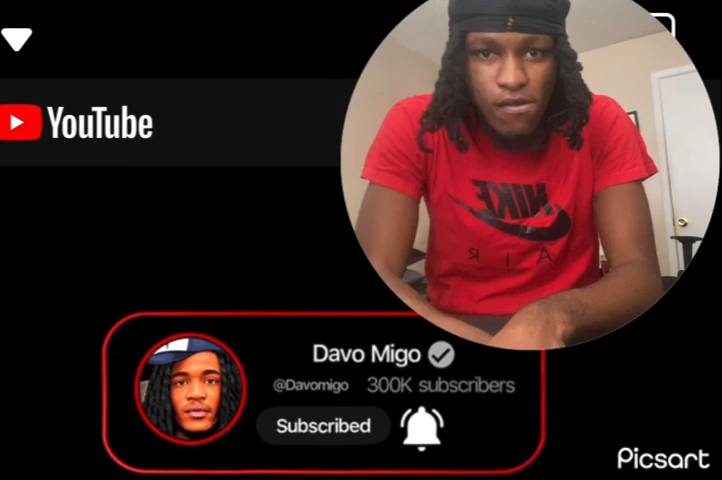 YouTube
NIKE
AIR
Davo Migo
@Davomigo 300K subscribers
Subscribed
Picsart